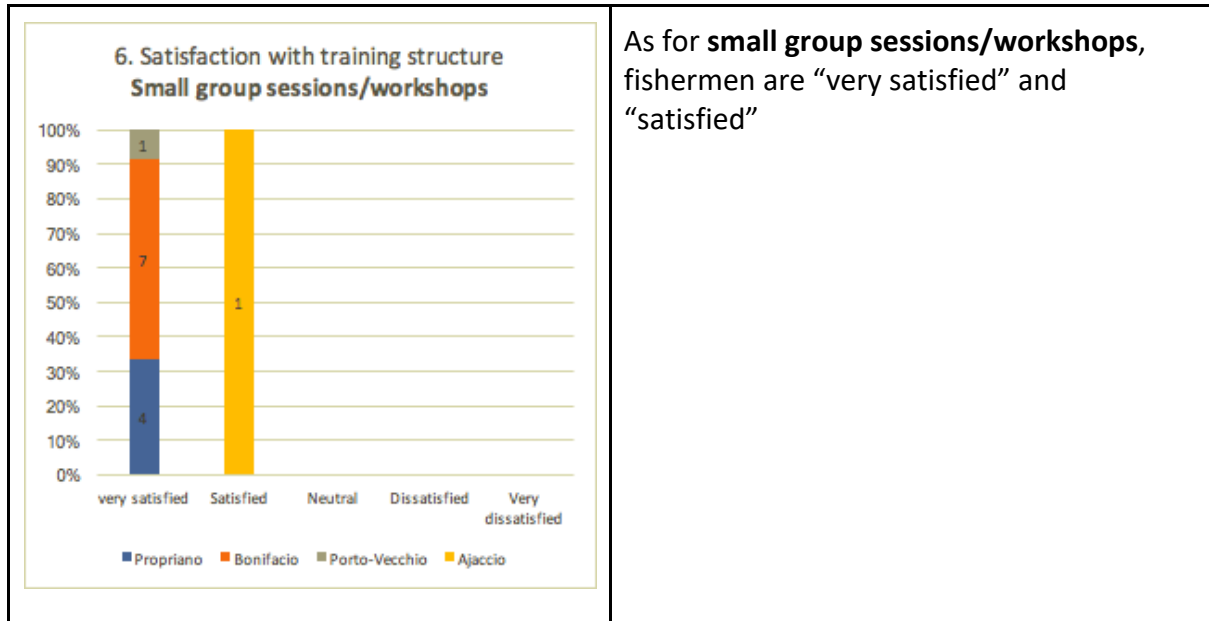 6. Satisfaction with training structure
Small group sessions/workshops
100%
90%
80%
70%
60%
50%
40%
30%
20%
10%
0%
1
7
4
1
very satisfied Satisfied Neutral Dissatisfied Very dissatisfied
Propriano Bonifacio Porto-Vecchio Ajaccio
As for small group sessions/workshops,
fishermen are “very satisfied” and
“satisfied”